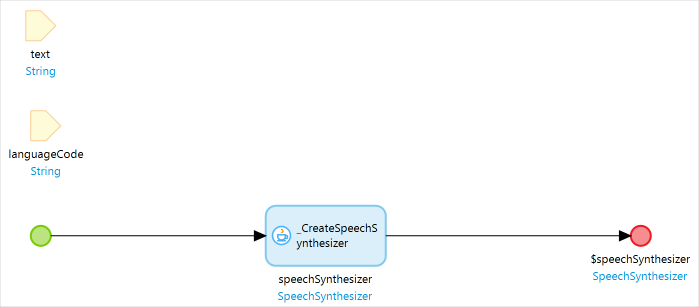 text
String
languageCode
String
_CreateSpeechS
ynthesizer
speechSynthesizer
SpeechSynthesizer
$speechSynthesizer
SpeechSynthesizer